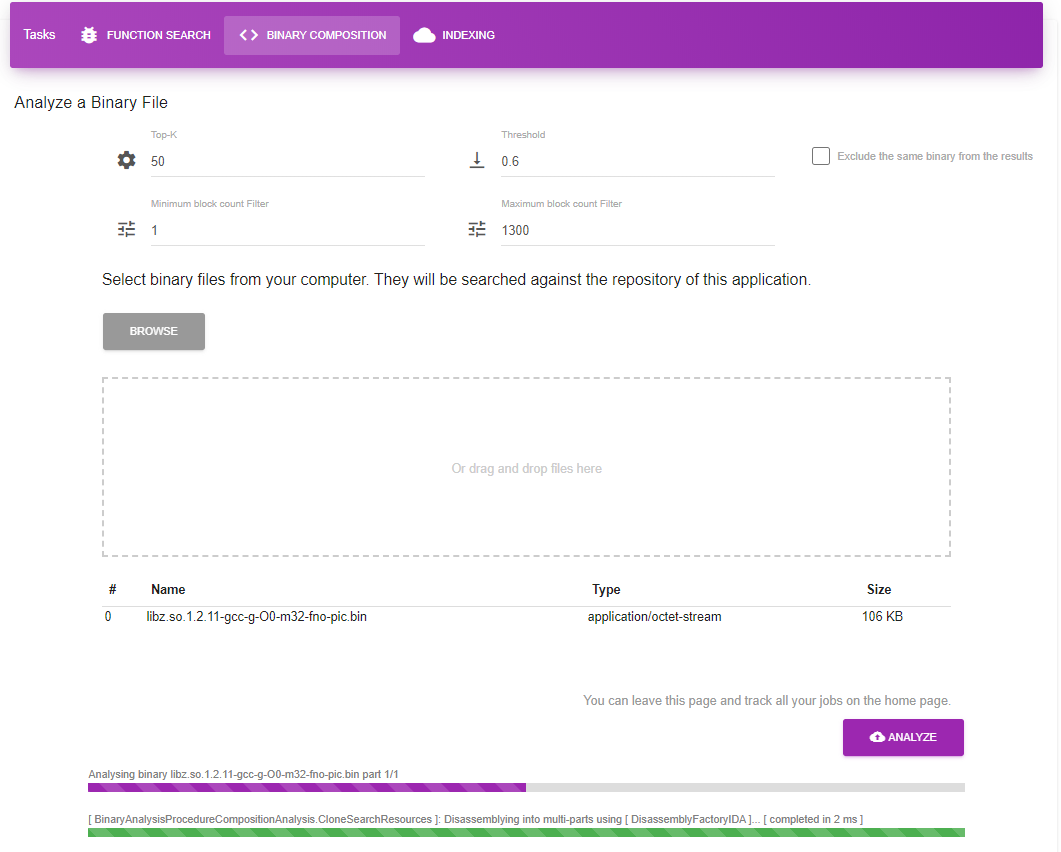 Tasks FUNCTION SEARCH BINARY COMPOSITION INDEXING
Analyze a Binary File
Top-K Threshold
50 0.6 Exclude the same binary from the results
Minimum block count Filter Maximum block count Filter
1 1300
Select binary files from your computer. They will be searched against the repository of this application.
BROWSE
Or drag and drop files here
# Name Type Size
0 libz.so.1.2.11-gcc-g-O0-m32-fno-pic.bin application/octet-stream 106 KB
You can leave this page and track all your jobs on the home page.
ANALYZE
Analysing binary libz.so.1.2.11-gcc-g-O0-m32-fno-pic.bin part 1/1
[ BinaryAnalysisProcedureCompositionAnalysis.CloneSearchResources ]: Disassembling into multi-parts using [ DisassemblyFactoryIDA ]... [ completed in 2 ms ]